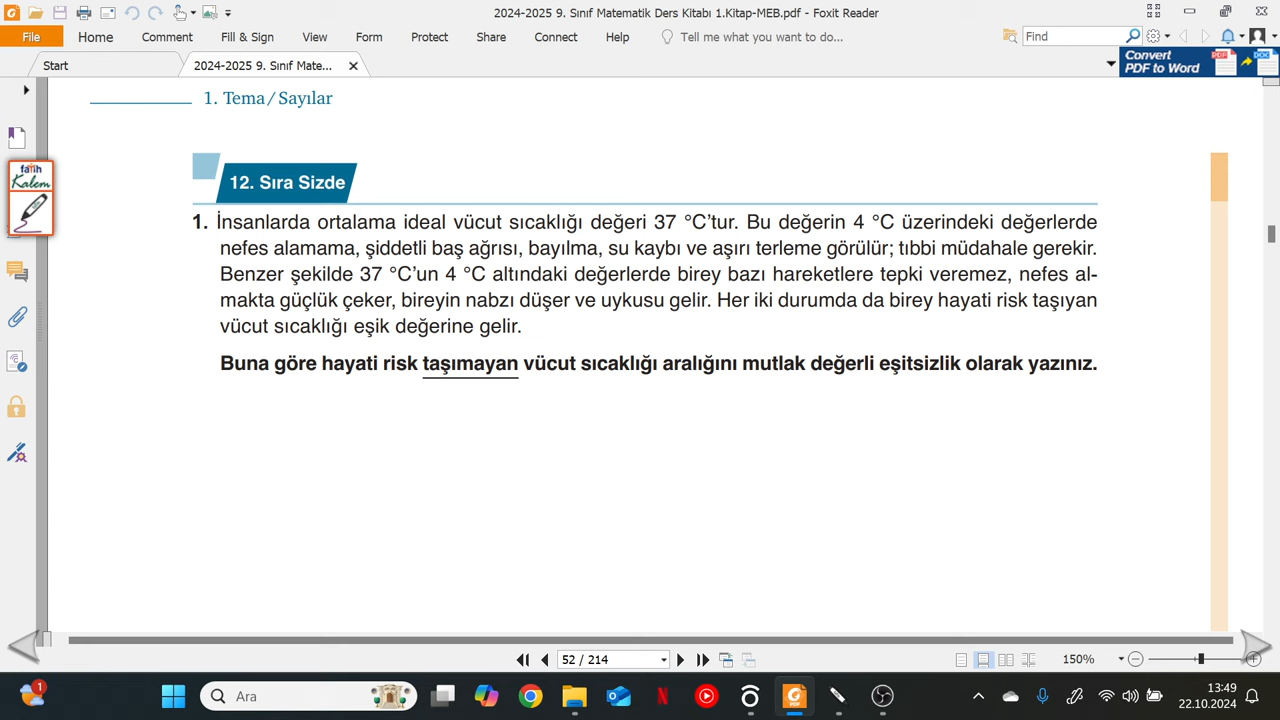 2024-2025 9. Sınıf Matematik Ders Kitabı 1.Kitap-MEB.pdf - Foxit Reader
File Home Comment Fill & Sign View Form Protect Share Connect Help Tell me what you want to do... Find
Start 2024-2025 9. Sınıf Mate...
Convert
PDF to Word
1. Tema/Sayılar
fatih
Kalem
12. Sıra Sizde
1. İnsanlarda ortalama ideal vücut sıcaklığı değeri 37 °C’tur. Bu değerin 4 °C üzerindeki değerlerde
nefes alamama, şiddetli baş ağrısı, bayılma, su kaybı ve aşırı terleme görülür; tıbbi müdahale gerekir.
Benzer şekilde 37 °C’un 4 °C altındaki değerlerde birey bazı hareketlere tepki veremez, nefes al-
makta güçlük çeker, bireyin nabzı düşer ve uykusu gelir. Her iki durumda da birey hayati risk taşıyan
vücut sıcaklığı eşik değerine gelir.
Buna göre hayati risk taşımayan vücut sıcaklığı aralığını mutlak değerli eşitsizlik olarak yazınız.
52 / 214 150%
1 Ara PDF 13:49
22.10.2024